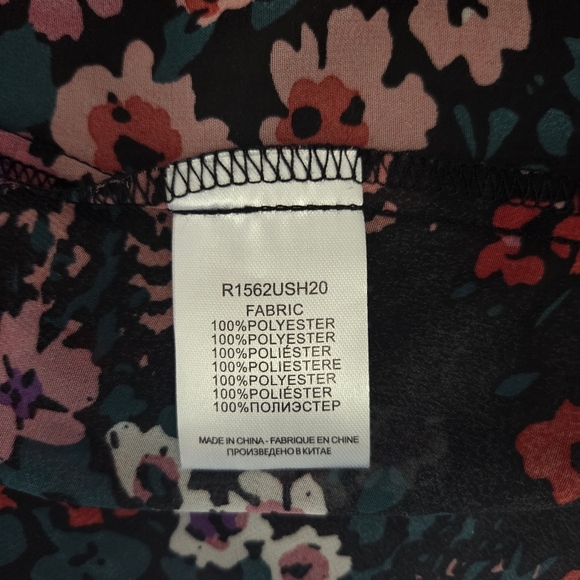 R1562USH20
FABRIC
100%POLYESTER
100%POLYESTER
100%POLIÉSTER
100%POLIESTERE
100%POLYESTER
100%POLIÉSTER
100%ПОЛИЭСТЕР
MADE IN CHINA - FABRIQUE EN CHINE
ПРОИЗВЕДЕНО В КИТАЕ